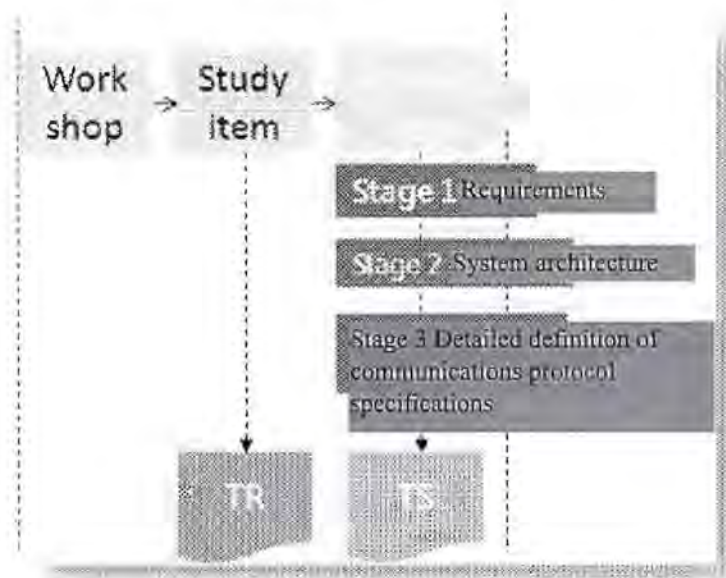 Work
shop
Study
item
Stage 1 Requirements
Stage 2 System architecture
Stage 3 Detailed definition of
communications protocol
specifications
TR
TS